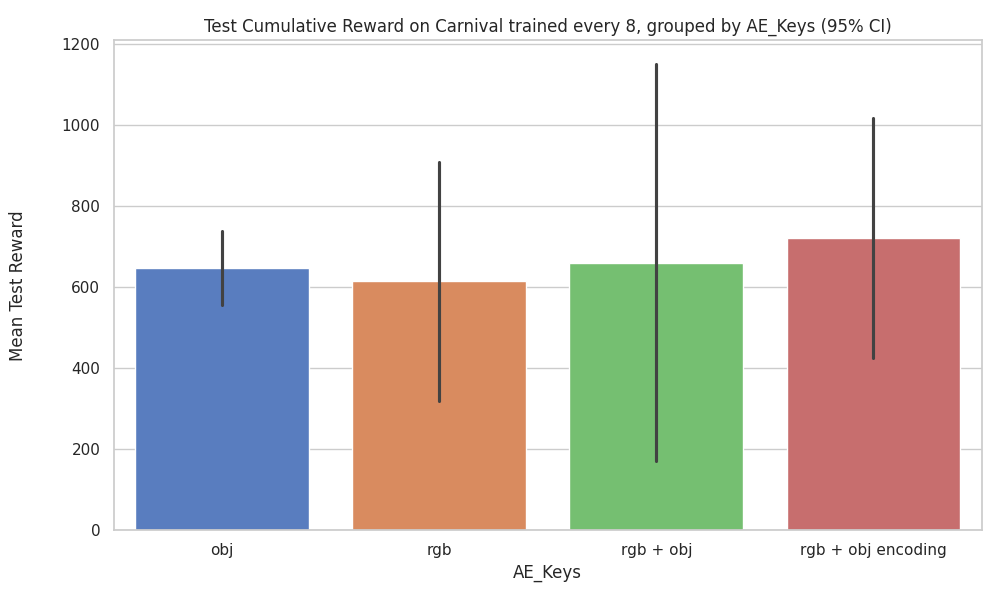 Test Cumulative Reward on Carnival trained every 8, grouped by AE_Keys (95% CI)
1200
1000
800
600
400
200
0
Mean Test Reward
obj
rgb
rgb + obj
rgb + obj encoding
AE_Keys